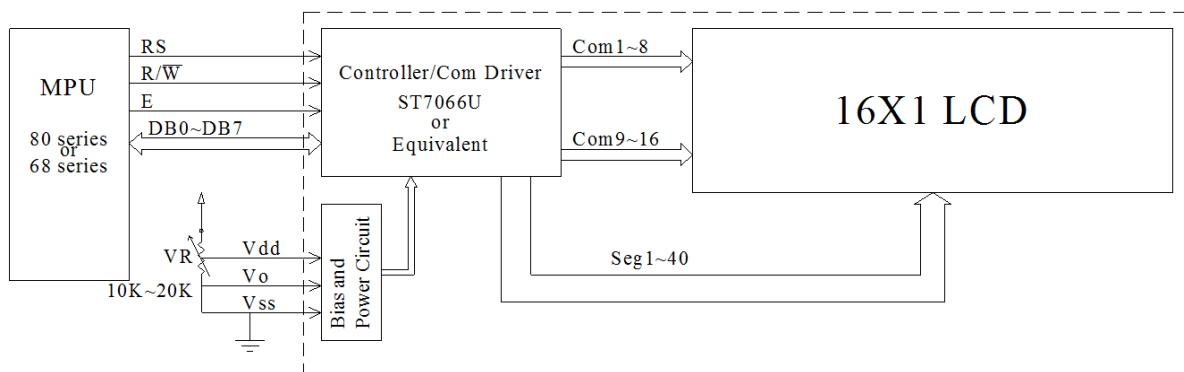 MPU
80 series
or
68 series
RS
R/W̅
E
DB0~DB7
Controller/Com Driver
ST7066U
or
Equivalent
Com1~8
Com9~16
16X1 LCD
Seg1~40
VR
10K~20K
Vdd
Vo
Vss
Bias and
Power Circuit